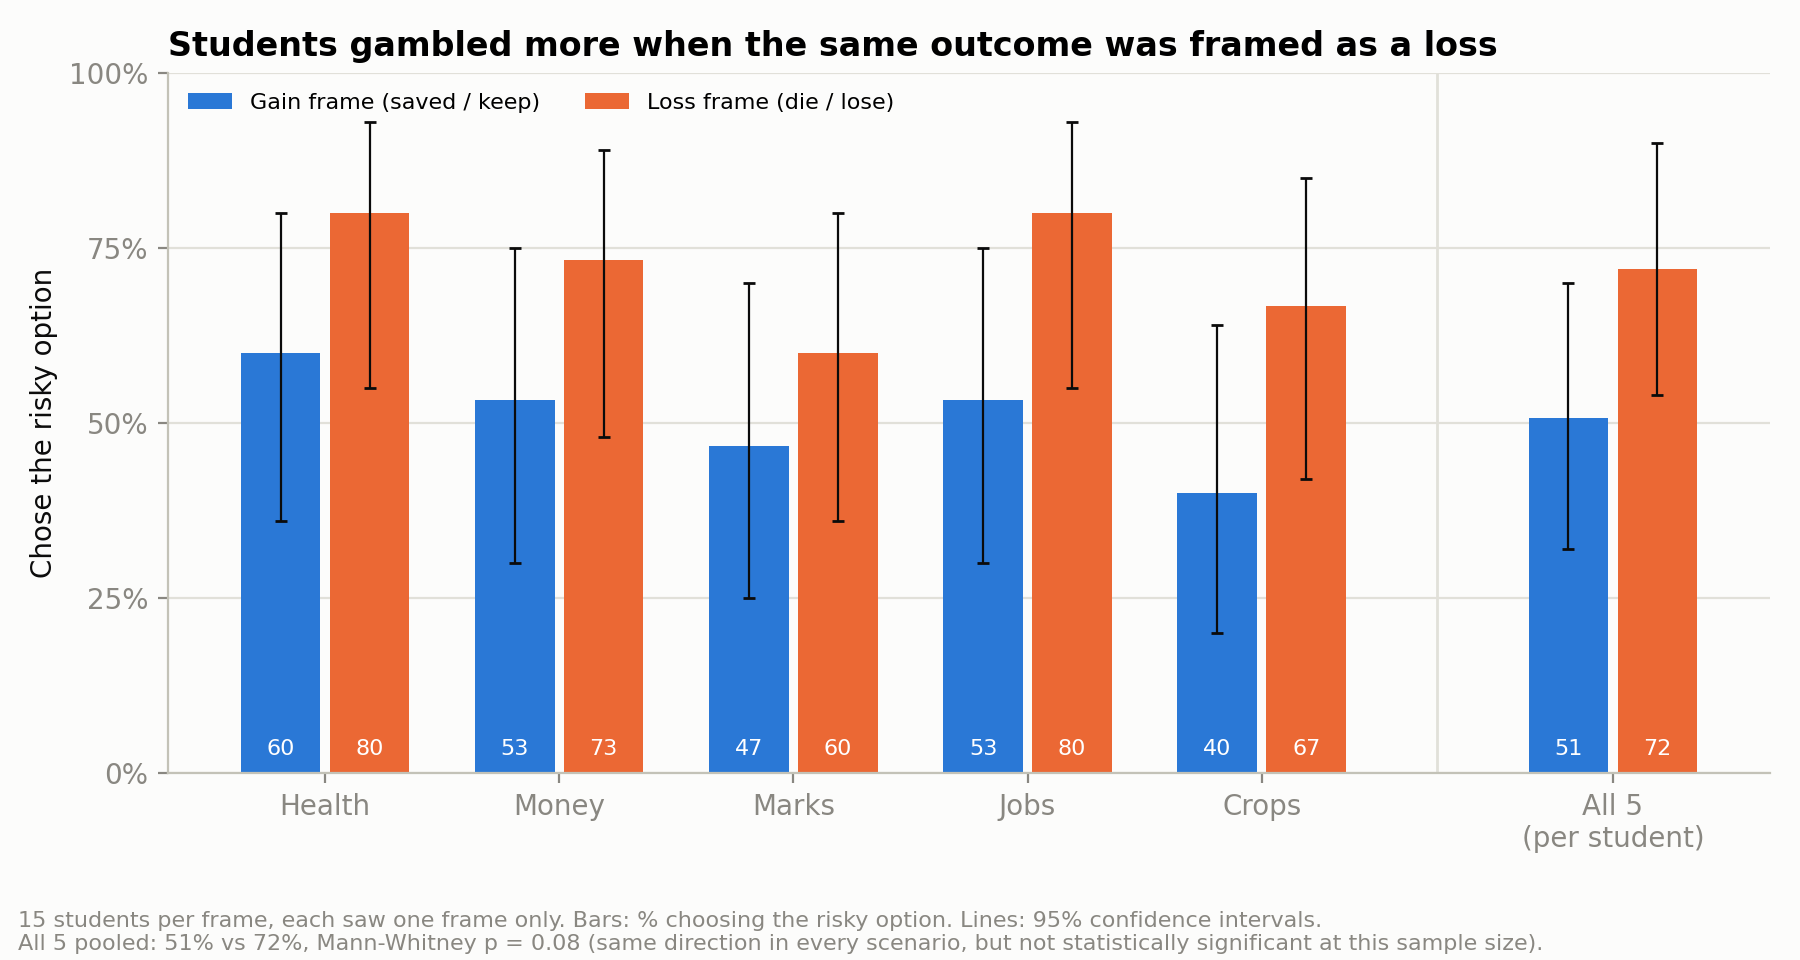 Students gambled more when the same outcome was framed as a loss
100%
75%
50%
25%
0%
Chose the risky option
Gain frame (saved / keep)
Loss frame (die / lose)
60
80
53
73
47
60
53
80
40
67
51
72
Health
Money
Marks
Jobs
Crops
All 5
(per student)
15 students per frame, each saw one frame only. Bars: % choosing the risky option. Lines: 95% confidence intervals.
All 5 pooled: 51% vs 72%, Mann-Whitney p = 0.08 (same direction in every scenario, but not statistically significant at this sample size).